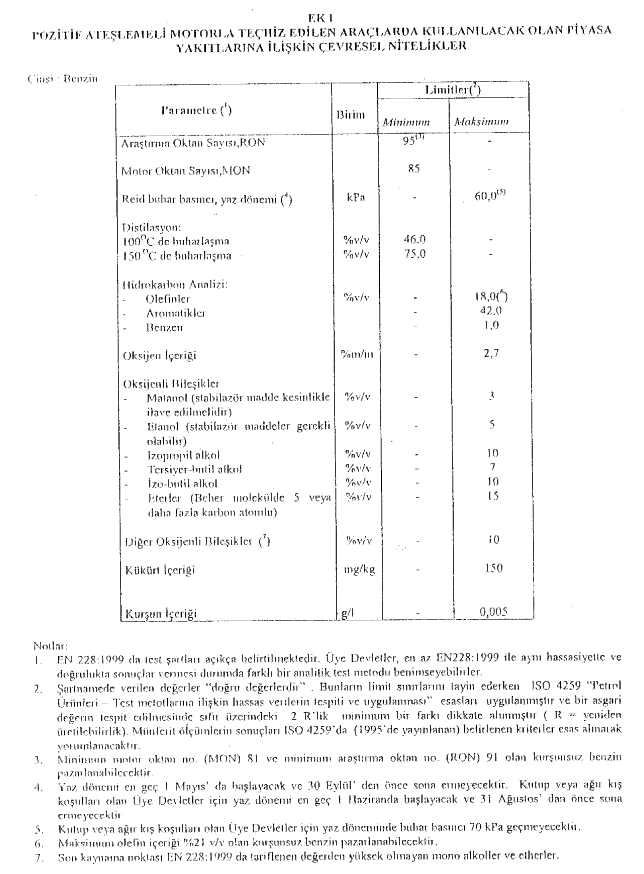 EK I
POZİTİF ATEŞLEMELİ MOTORLA TEÇHİZ EDİLEN ARAÇLARDA KULLANILACAK OLAN PİYASA
YAKITLARINA İLİŞKİN ÇEVRESEL NİTELİKLER
Cinsi : Benzin
Parametre (1) Birim Limitler(2)
Minimum Maksimum
Araştırma Oktan Sayısı,RON 95(3) -
Motor Oktan Sayısı,MON 85 -
Reid buhar basıncı, yaz dönemi (4) kPa - 60,0(5)
Distilasyon:
100°C de buharlaşma %v/v 46.0 -
150°C de buharlaşma %v/v 75,0 -
Hidrokarbon Analizi:
- Olefinler %v/v - 18,0(6)
- Aromatikler - 42.0
- Benzen - 1,0
Oksijen İçeriği %m/m - 2,7
Oksijenli Bileşikler
- Matanol (stabilazör madde kesinlikle %v/v - 3
ilave edilmelidir)
- Etanol (stabilazör maddeler gerekli %v/v - 5
olabilir)
- İzopropil alkol %v/v - 10
- Tersiyer-butil alkol %v/v - 7
- İzo-butil alkol %v/v - 10
- Eterler (Beher molekülde 5 veya %v/v - 15
daha fazla karbon atomlu)
Diğer Oksijenli Bileşikler (7) %v/v - 10
Kükürt İçeriği mg/kg - 150
Kurşun İçeriği g/l - 0,005
Notlar:
1. EN 228:1999 da test şartları açıkça belirtilmektedir. Üye Devletler, en az EN228:1999 ile aynı hassasiyette ve
doğrulukta sonuçlar vermesi durumda farklı bir analitik test metodu benimseyebilirler.
2. Şartnamede verilen değerler "doğru değerlerdir" . Bunların limit sınırlarını tayin ederken ISO 4259 "Petrol
Ürünleri – Test metotlarına ilişkin hassas verilerin tespiti ve uygulanması" esasları uygulanmıştır ve bir asgari
değerin tespit edilmesinde sıfır üzerindeki 2 R'lik minimum bir farkı dikkate alınmıştır ( R = yeniden
üretilebilirlik). Münferit ölçümlerin sonuçları ISO 4259'da (1995'de yayınlanan) belirlenen kriterler esas alınarak
yorumlanacaktır.
3. Minimum motor oktan no. (MON) 81 ve minimum araştırma oktan no. (RON) 91 olan kurşunsuz benzin
pazarlanabilecektir.
4. Yaz dönemi en geç 1 Mayıs' da başlayacak ve 30 Eylül' den önce sona ermeyecektir. Kutup veya ağır kış
koşulları olan Üye Devletler için yaz dönemi en geç 1 Haziranda başlayacak ve 31 Ağustos' dan önce sona
ermeyecektir
5. Kutup veya ağır kış koşulları olan Üye Devletler için yaz döneminde buhar basıncı 70 kPa geçmeyecektir.
6. Maksimum olefin içeriği %21 v/v olan kurşunsuz benzin pazarlanabilecektir.
7. Son kaynama noktası EN 228:1999 da tariflenen değerden yüksek olmayan mono alkoller ve etherler.